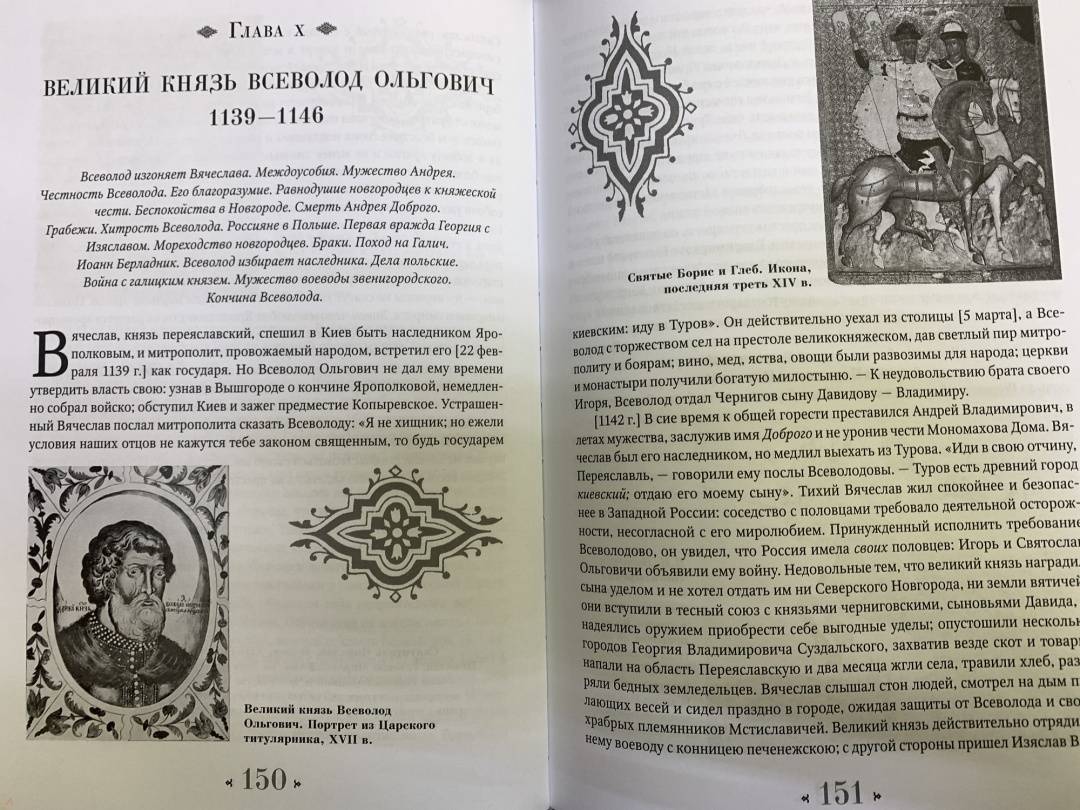 Глава X
ВЕЛИКИЙ КНЯЗЬ ВСЕВОЛОД ОЛЬГОВИЧ
1139—1146
Всеволод изгоняет Вячеслава. Междоусобия. Мужество Андрея.
Честность Всеволода. Его благоразумие. Равнодушие новгородцев к княжеской
чести. Беспокойства в Новгороде. Смерть Андрея Доброго.
Грабежи. Хитрость Всеволода. Россияне в Польше. Первая вражда Георгия с
Изяславом. Мореходство новгородцев. Браки. Поход на Галич.
Иоанн Берладник. Всеволод избирает наследника. Дела польские.
Война с галицким князем. Мужество воеводы звенигородского.
Кончина Всеволода.
Вячеслав, князь переяславский, спешил в Киев быть наследником Яро-
полковым, и митрополит, провожаемый народом, встретил его [22 фев-
раля 1139 г.] как государя. Но Всеволод Ольгович не дал ему времени
утвердить власть свою: узнав в Вышгороде о кончине Ярополковой, немедлен-
но собрал войско; обступил Киев и зажег предместие Копыревское. Устрашен-
ный Вячеслав послал митрополита сказать Всеволоду: «Я не хищник; но ежели
условия наших отцов не кажутся тебе законом священным, то будь государем
Великий князь Всеволод
Ольгович. Портрет из Царского
титулярника, XVII в.
150
Святые Борис и Глеб. Икона,
последняя треть XIV в.
киевским: иду в Туров». Он действительно уехал из столицы [5 марта], а Все-
волод с торжеством сел на престоле великокняжеском, дав светлый пир митро-
политу и боярам; вино, мед, яства, овощи были развозимы для народа; церкви
и монастыри получили богатую милостыню. — К неудовольствию брата своего
Игоря, Всеволод отдал Чернигов сыну Давидову — Владимиру.
[1142 г.] В сие время к общей горести преставился Андрей Владимирович, в
летах мужества, заслужив имя Доброго и не уронив чести Мономахова Дома. Вя-
чеслав был его наследником, но медлил выехать из Турова. «Иди в свою отчину,
Переяславль, — говорили ему послы Всеволодовы. — Туров есть древний город
киевский; отдаю его моему сыну». Тихий Вячеслав жил спокойнее и безопас-
нее в Западной России: соседство с половцами требовало деятельной осторож-
ности, несогласной с его миролюбием. Принужденный исполнить требование
Всеволодово, он увидел, что Россия имела своих половцев: Игорь и Святослав
Ольговичи объявили ему войну. Недовольные тем, что великий князь наградил
сына уделом и не хотел отдать им ни Северского Новгорода, ни земли вятичей
они вступили в тесный союз с князьями черниговскими, сыновьями Давида,
надеялись оружием приобрести себе выгодные уделы; опустошили нескольк
городов Георгия Владимировича Суздальского, захватив везде скот и товары
напали на область Переяславскую и два месяца жгли села, травили хлеб, раз
ряли бедных земледельцев. Вячеслав слышал стон людей, смотрел на дым п
лающих весей и сидел праздно в городе, ожидая защиты от Всеволода и сво
храбрых племянников Мстиславичей. Великий князь действительно отряди
нему воеводу с конницею печенежскою; с другой стороны пришел Изяслав В
151